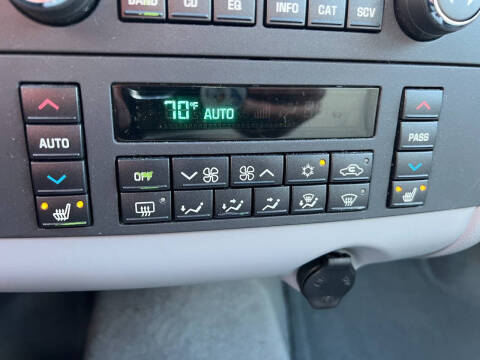 BAND CD EQ INFO CAT SCV
70°F AUTO
AUTO PASS
OFF